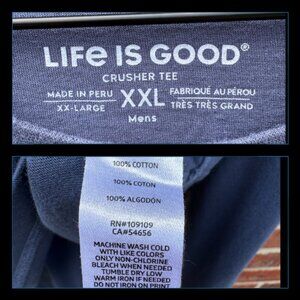 LIFE IS GOOD®
CRUSHER TEE
MADE IN PERU
XX-LARGE
XXL
FABRIQUÉ AU PÉROU
TRÈS TRÈS GRAND
Mens
100% COTTON
100% COTON
100% ALGODÓN
RN#109109
CA#54656
MACHINE WASH COLD
WITH LIKE COLORS
ONLY NON-CHLORINE
BLEACH WHEN NEEDED
TUMBLE DRY LOW
WARM IRON IF NEEDED
DO NOT IRON ON PRINT